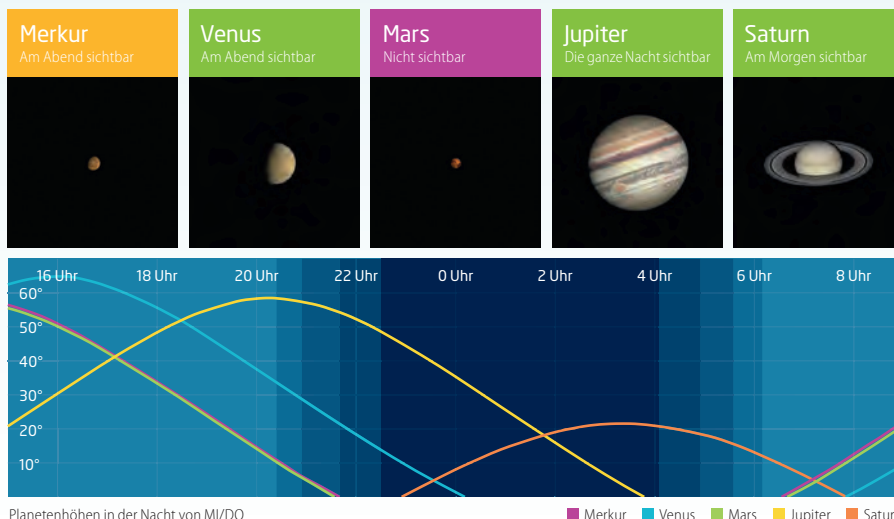 Merkur
Am Abend sichtbar
Venus
Am Abend sichtbar
Mars
Nicht sichtbar
Jupiter
Die ganze Nacht sichtbar
Saturn
Am Morgen sichtbar
16 Uhr 18 Uhr 20 Uhr 22 Uhr 0 Uhr 2 Uhr 4 Uhr 6 Uhr 8 Uhr
60°
50°
40°
30°
20°
10°
Planetenhöhen in der Nacht von MI/DO
Merkur Venus Mars Jupiter Satur